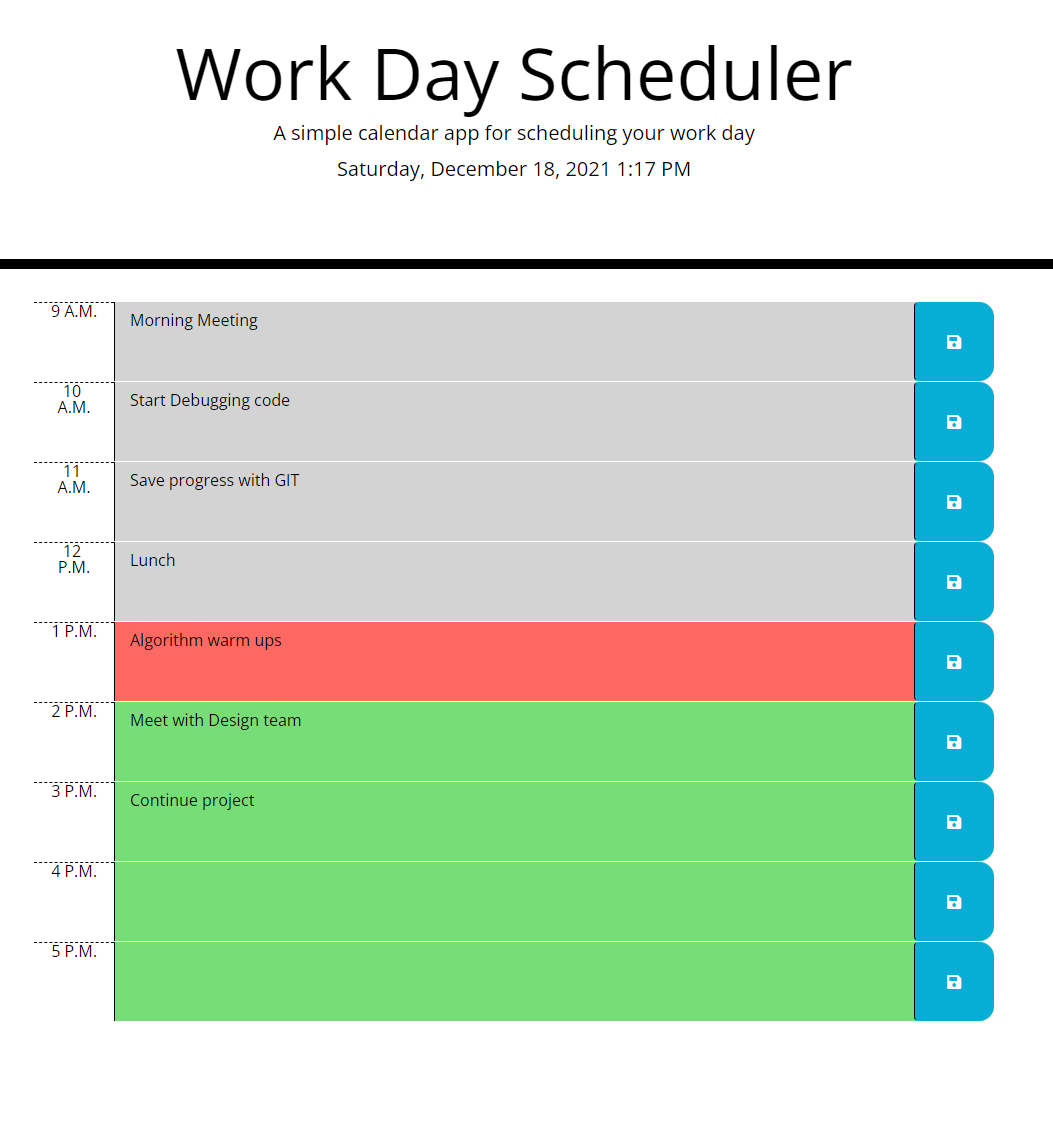 Work Day Scheduler
A simple calendar app for scheduling your work day
Saturday, December 18, 2021 1:17 PM
9 A.M.
Morning Meeting
10
A.M.
Start Debugging code
11
A.M.
Save progress with GIT
12
P.M.
Lunch
1 P.M.
Algorithm warm ups
2 P.M.
Meet with Design team
3 P.M.
Continue project
4 P.M.
5 P.M.